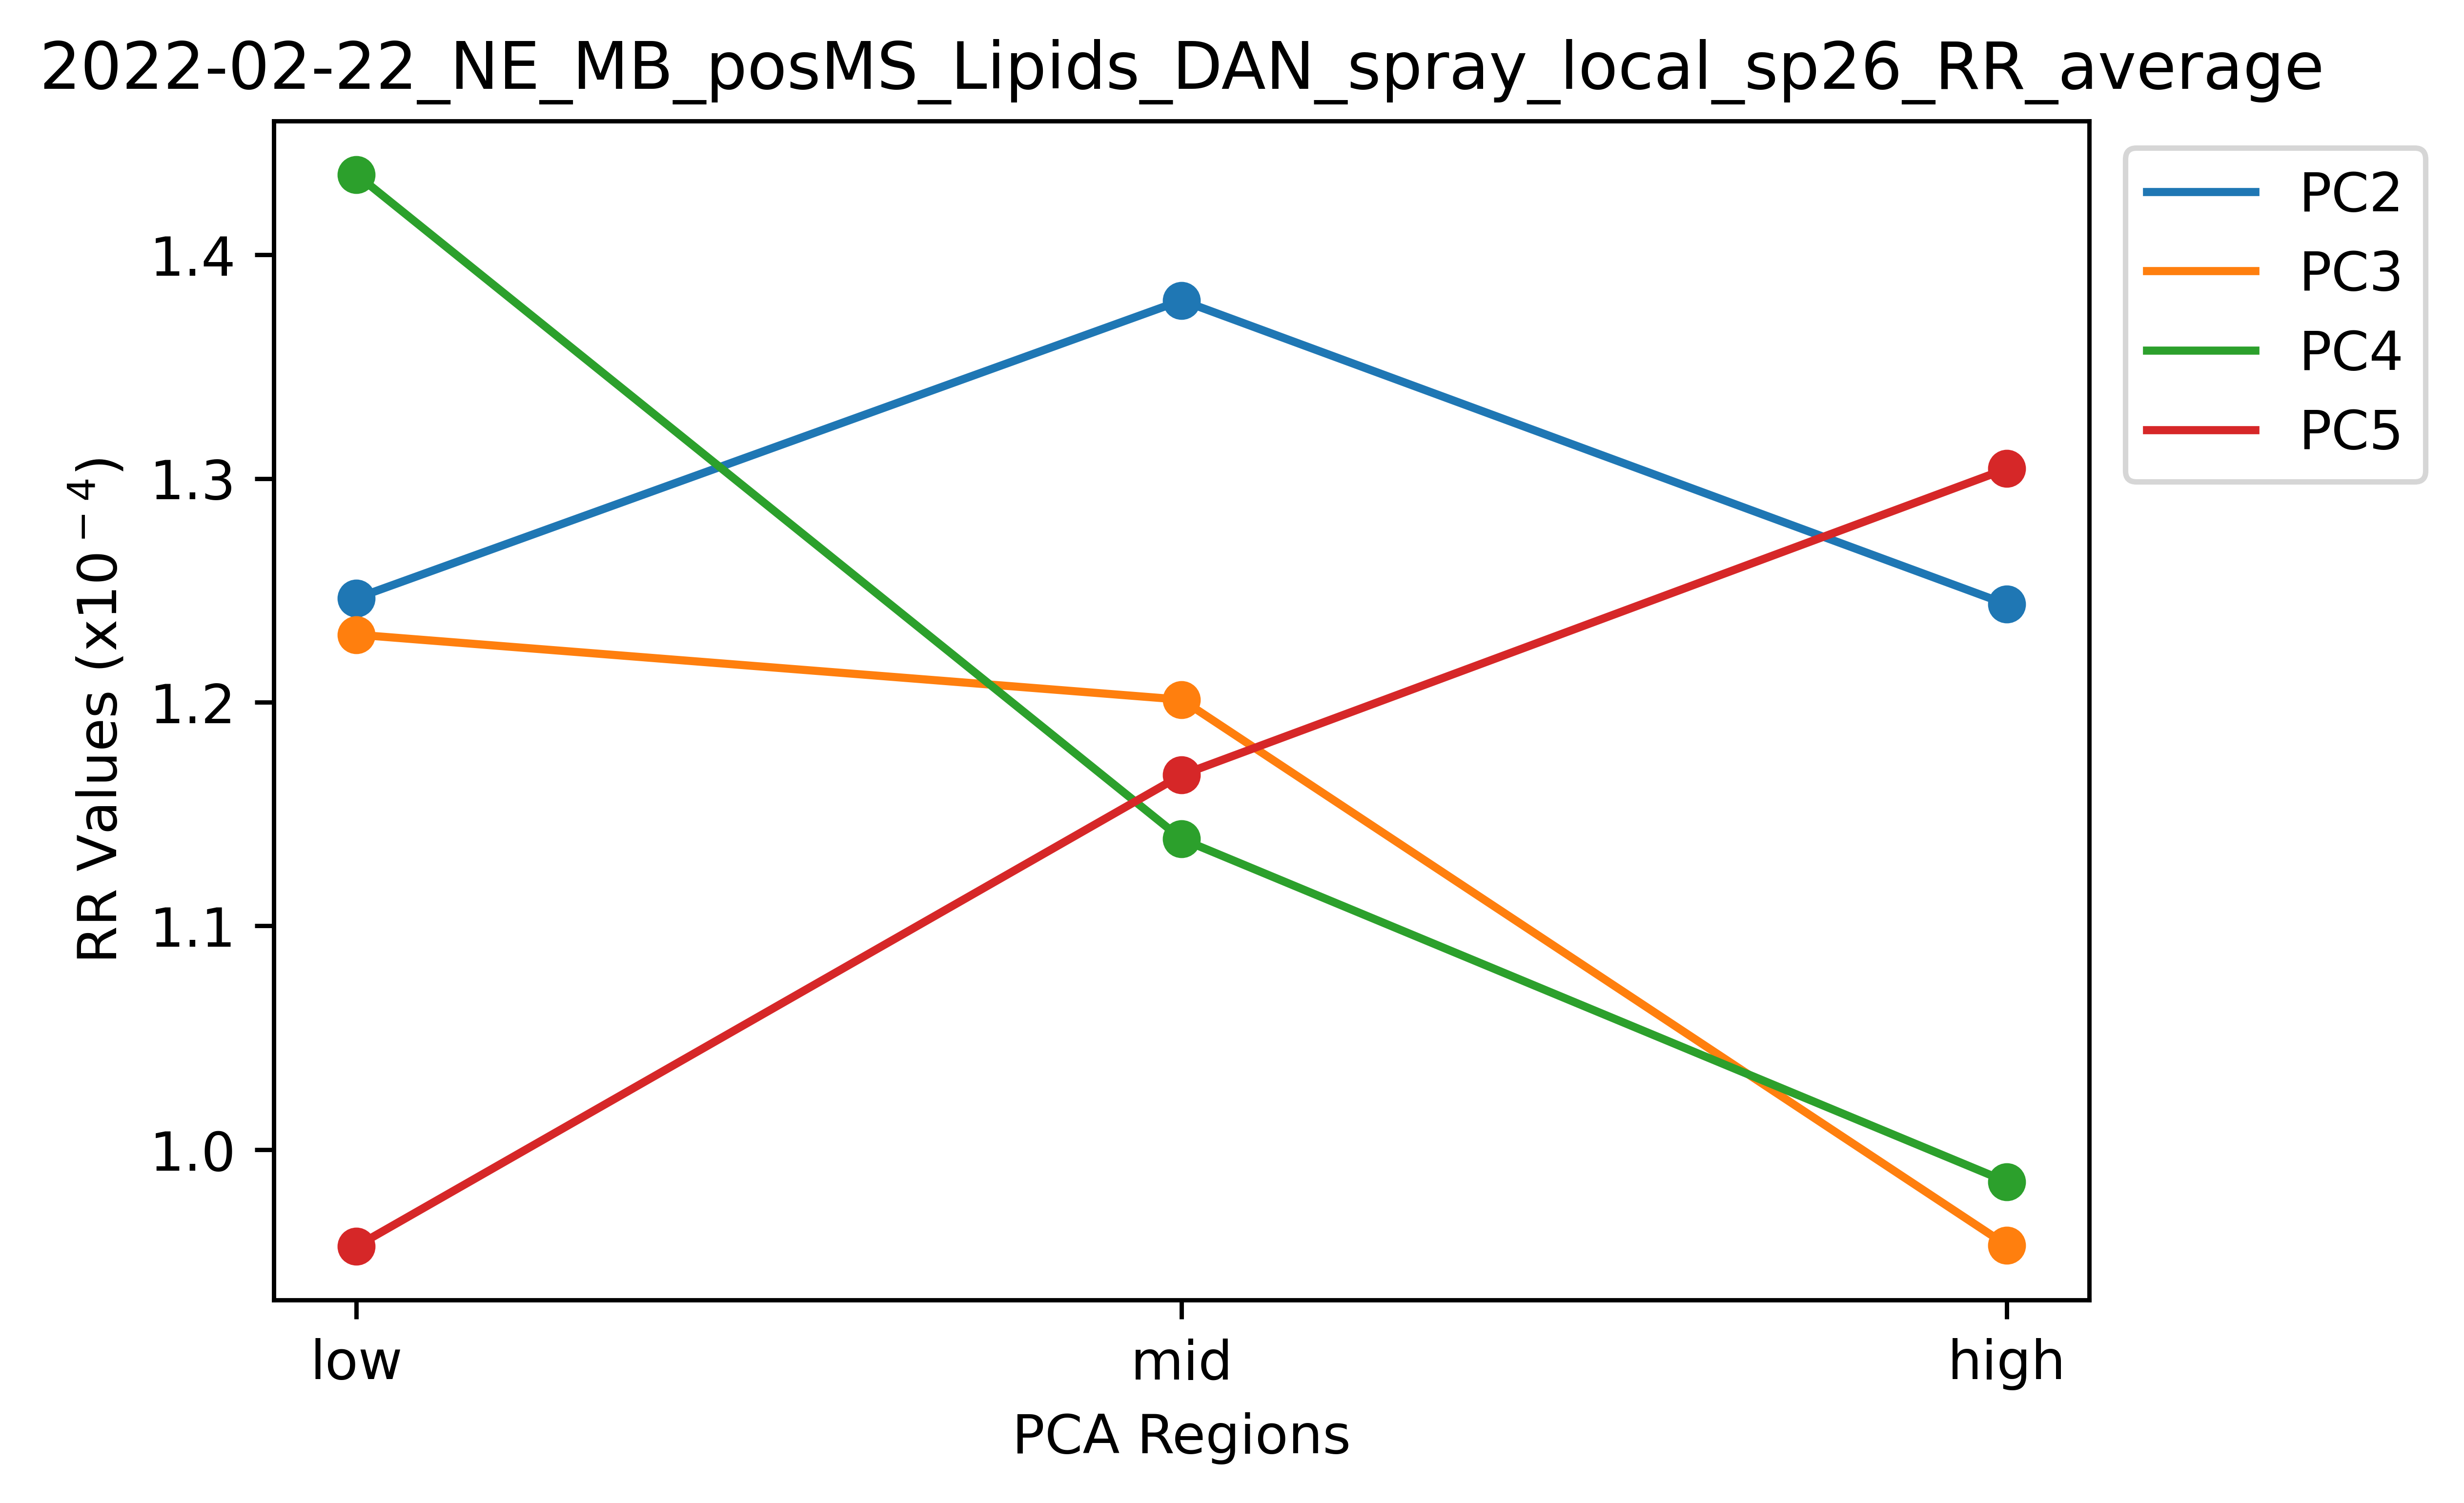 2022-02-22_NE_MB_posMS_Lipids_DAN_spray_local_sp26_RR_average
PC2
PC3
PC4
PC5
RR Values (x10⁻⁴)
1.4
1.3
1.2
1.1
1.0
low mid high
PCA Regions